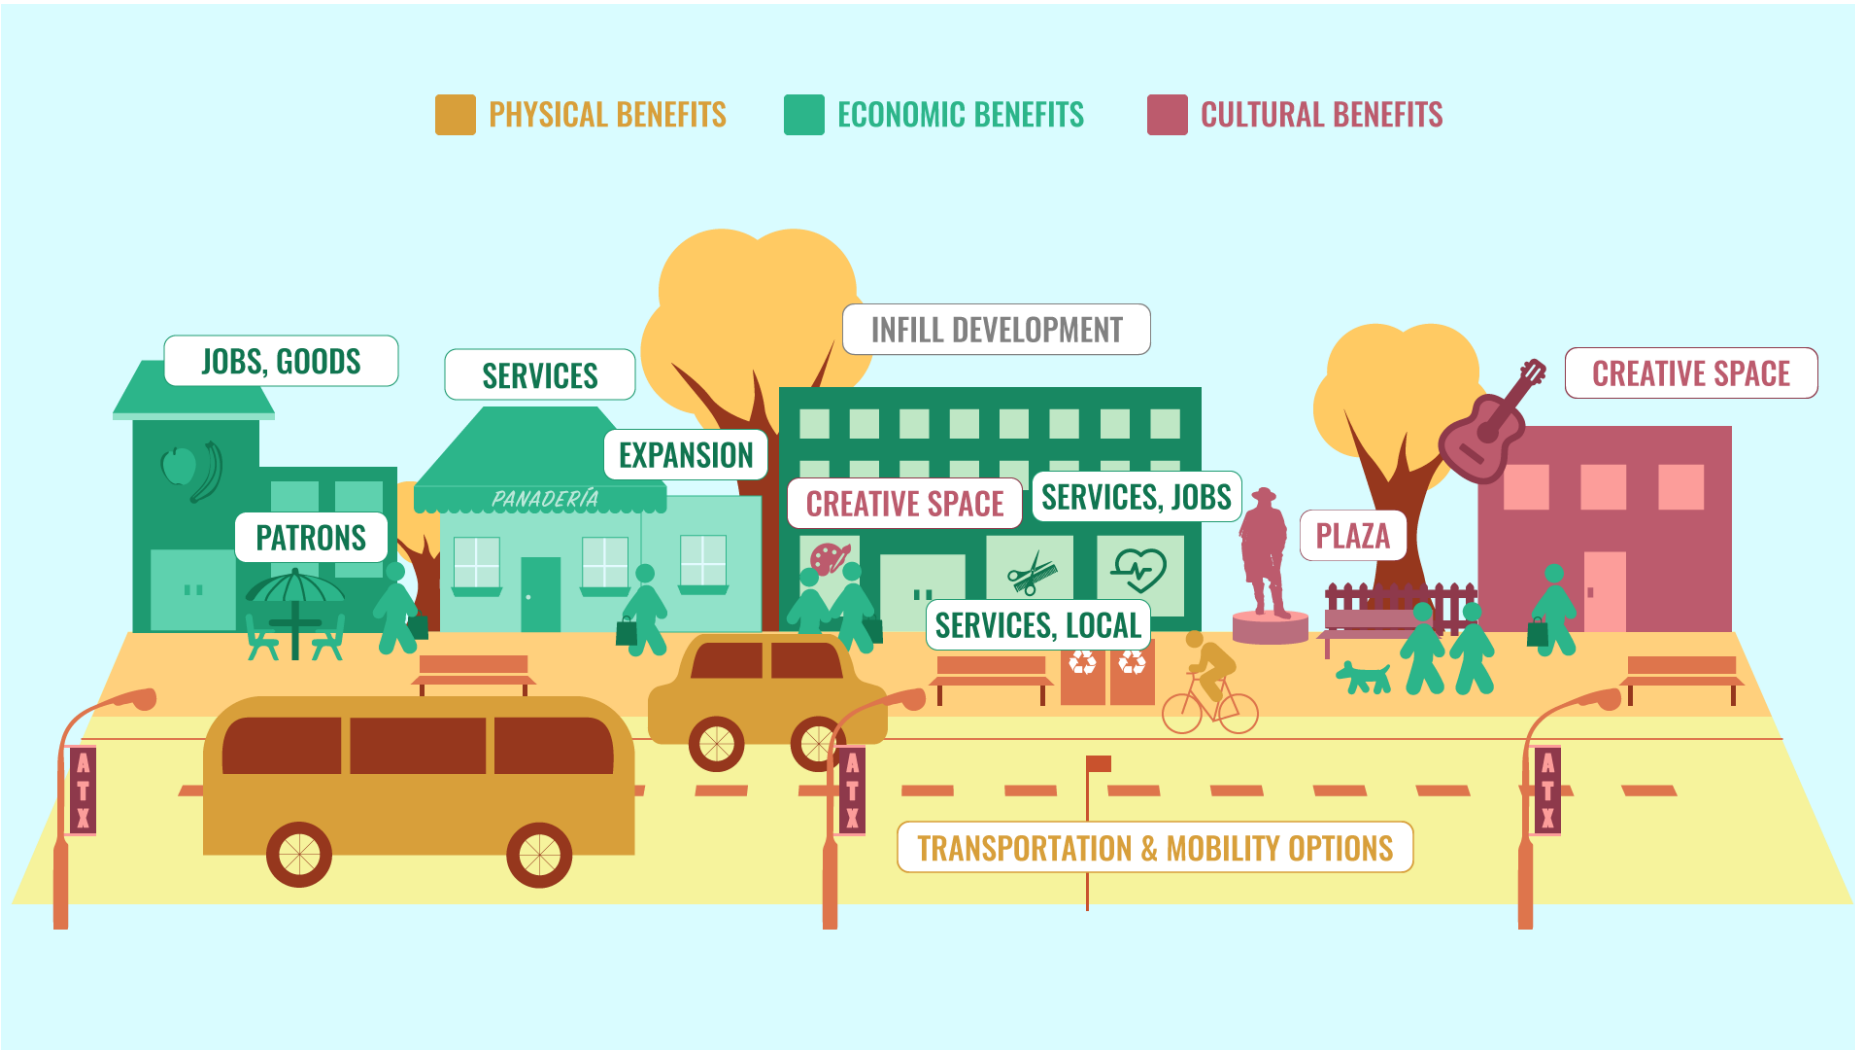 PHYSICAL BENEFITS
ECONOMIC BENEFITS
CULTURAL BENEFITS
INFILL DEVELOPMENT
JOBS, GOODS
SERVICES
CREATIVE SPACE
EXPANSION
PANADERÍA
CREATIVE SPACE
SERVICES, JOBS
PATRONS
PLAZA
SERVICES, LOCAL
ATX
ATX
ATX
TRANSPORTATION & MOBILITY OPTIONS